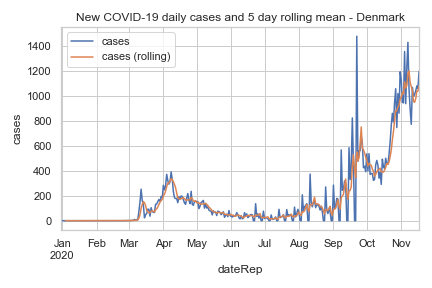 New COVID-19 daily cases and 5 day rolling mean - Denmark
cases
cases (rolling)
1400
1200
1000
800
600
400
200
0
cases
Jan Feb Mar Apr May Jun Jul Aug Sep Oct Nov
2020
dateRep